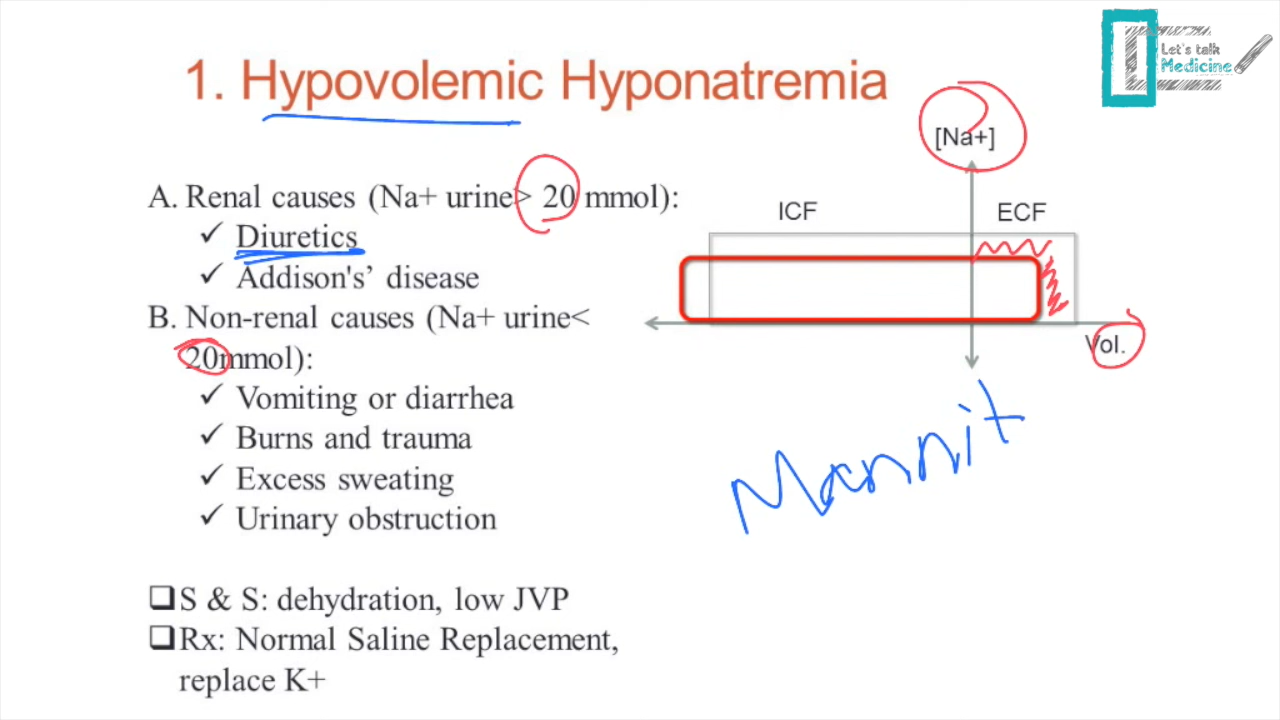 Let's talk
Medicine
1. Hypovolemic Hyponatremia
[Na+]
A. Renal causes (Na+ urine> 20 mmol):
✓ Diuretics
✓ Addison's’ disease
B. Non-renal causes (Na+ urine<
20mmol):
✓ Vomiting or diarrhea
✓ Burns and trauma
✓ Excess sweating
✓ Urinary obstruction
❑S & S: dehydration, low JVP
❑Rx: Normal Saline Replacement,
replace K+
ICF
ECF
Vol.
Mannit